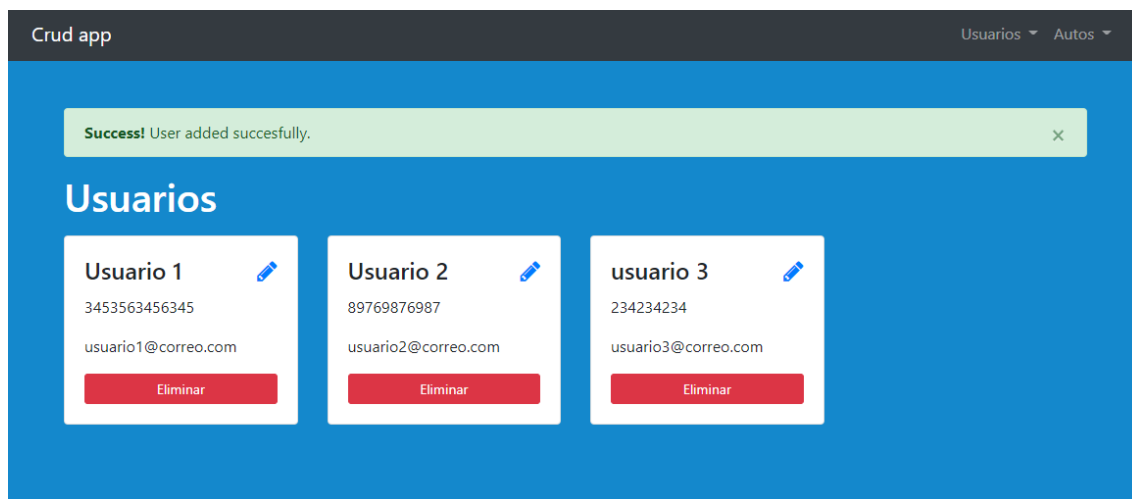 Crud app
Usuarios Autos
Success! User added succesfully. ×
Usuarios
Usuario 1
3453563456345
usuario1@correo.com
Eliminar
Usuario 2
89769876987
usuario2@correo.com
Eliminar
usuario 3
234234234
usuario3@correo.com
Eliminar